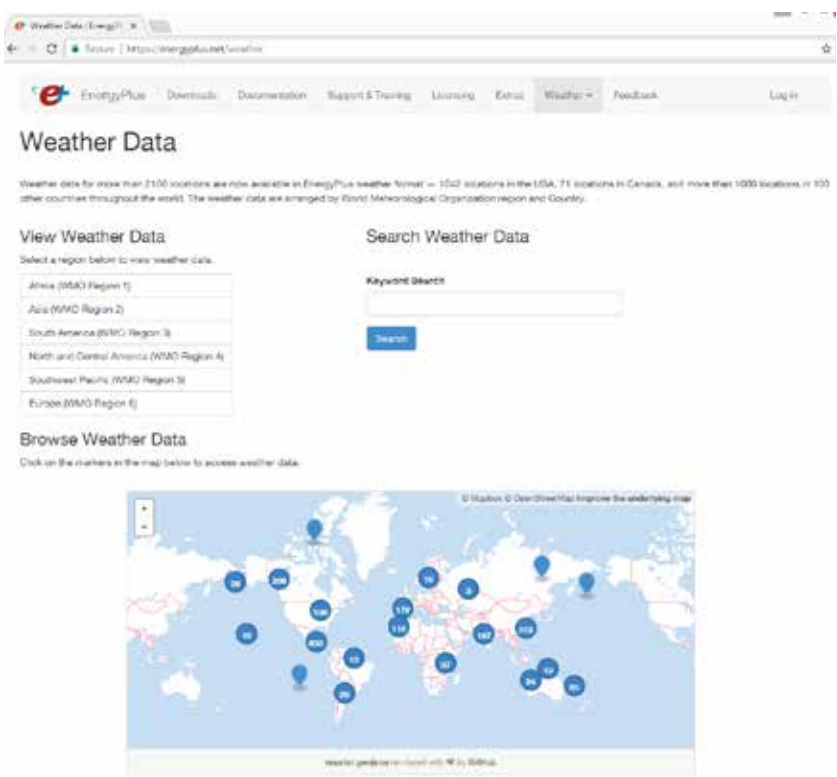 Weather Data (EnergyP
Secure | https://energyplus.net/weather
EnergyPlus Downloads Documentation Support & Training Licensing Extras Weather Feedback Log in
Weather Data
Weather data for more than 2100 locations are now available in EnergyPlus weather format — 1042 locations in the USA, 71 locations in Canada, and more than 1000 locations in 100
other countries throughout the world. The weather data are arranged by World Meteorological Organization region and Country.
View Weather Data
Select a region below to view weather data.
Africa (WMO Region 1)
Asia (WMO Region 2)
South America (WMO Region 3)
North and Central America (WMO Region 4)
Southwest Pacific (WMO Region 5)
Europe (WMO Region 6)
Search Weather Data
Keyword Search
Search
Browse Weather Data
Click on the markers in the map below to access weather data.
+
-
© Mapbox © OpenStreetMap Improve the underlying map
master.geojson rendered with ❤ by GitHub